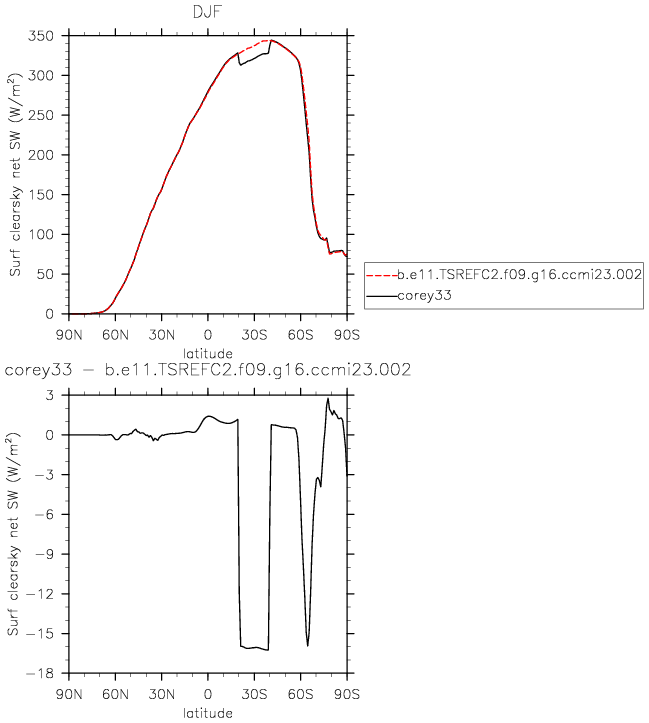 DJF
Surf clearsky net SW (W/m²)
350
300
250
200
150
100
50
0
90N 60N 30N 0 30S 60S 90S
latitude
b.e11.TSREFC2.f09.g16.ccmi23.002
corey33
corey33 − b.e11.TSREFC2.f09.g16.ccmi23.002
Surf clearsky net SW (W/m²)
3
0
−3
−6
−9
−12
−15
−18
90N 60N 30N 0 30S 60S 90S
latitude